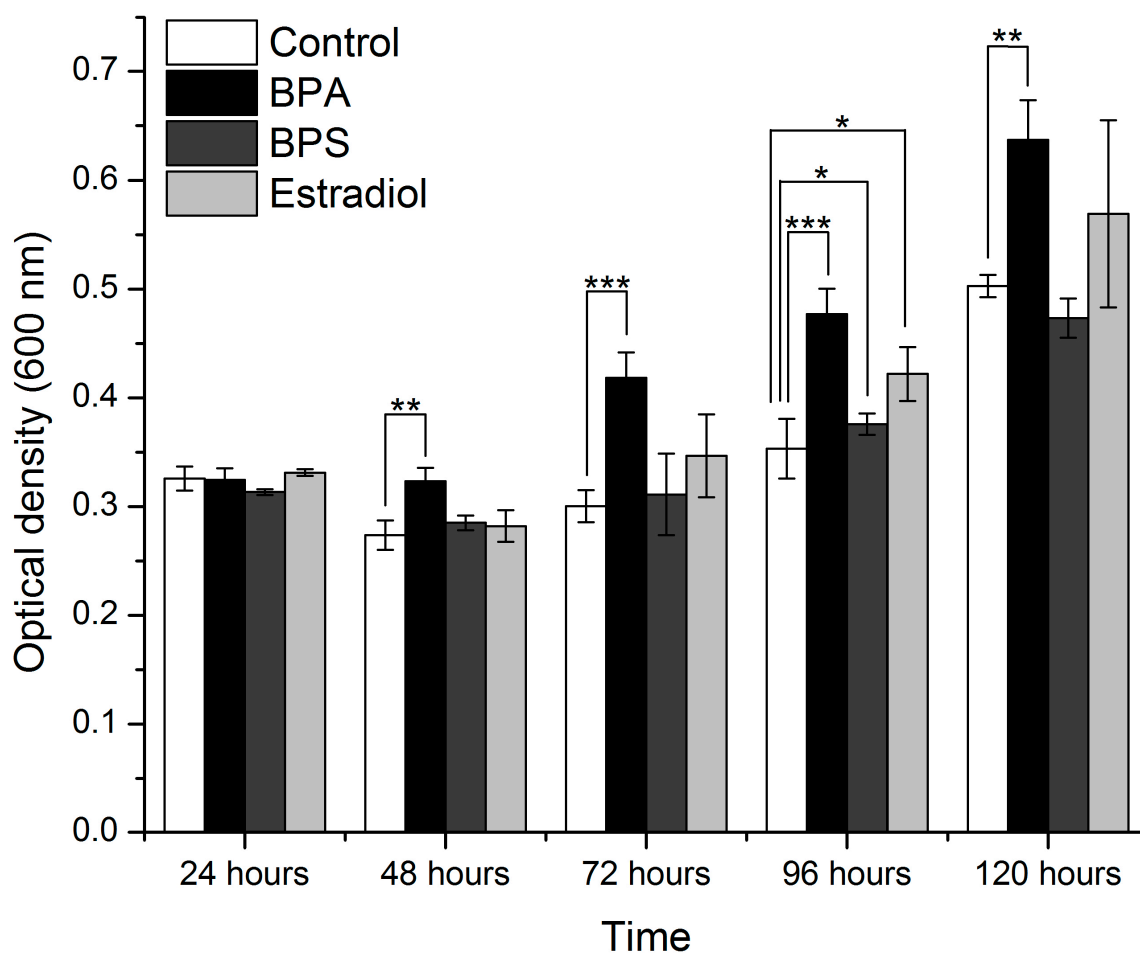 Control
BPA
BPS
Estradiol
Optical density (600 nm)
0.7
0.6
0.5
0.4
0.3
0.2
0.1
0.0
**
***
***
*
*
**
24 hours
48 hours
72 hours
96 hours
120 hours
Time